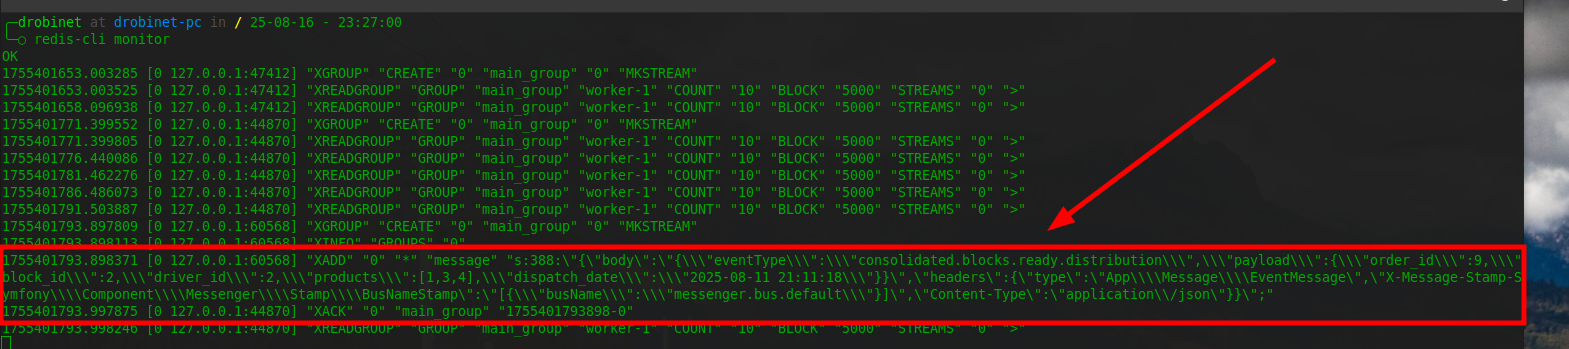 ╭─drobinet at drobinet-pc in / 25-08-16 - 23:27:00
╰─○ redis-cli monitor
OK
1755401653.003285 [0 127.0.0.1:47412] "XGROUP" "CREATE" "0" "main_group" "0" "MKSTREAM"
1755401653.003525 [0 127.0.0.1:47412] "XREADGROUP" "GROUP" "main_group" "worker-1" "COUNT" "10" "BLOCK" "5000" "STREAMS" "0" ">"
1755401658.096938 [0 127.0.0.1:47412] "XREADGROUP" "GROUP" "main_group" "worker-1" "COUNT" "10" "BLOCK" "5000" "STREAMS" "0" ">"
1755401771.399552 [0 127.0.0.1:44870] "XGROUP" "CREATE" "0" "main_group" "0" "MKSTREAM"
1755401771.399805 [0 127.0.0.1:44870] "XREADGROUP" "GROUP" "main_group" "worker-1" "COUNT" "10" "BLOCK" "5000" "STREAMS" "0" ">"
1755401776.440086 [0 127.0.0.1:44870] "XREADGROUP" "GROUP" "main_group" "worker-1" "COUNT" "10" "BLOCK" "5000" "STREAMS" "0" ">"
1755401781.462276 [0 127.0.0.1:44870] "XREADGROUP" "GROUP" "main_group" "worker-1" "COUNT" "10" "BLOCK" "5000" "STREAMS" "0" ">"
1755401786.486073 [0 127.0.0.1:44870] "XREADGROUP" "GROUP" "main_group" "worker-1" "COUNT" "10" "BLOCK" "5000" "STREAMS" "0" ">"
1755401791.503887 [0 127.0.0.1:44870] "XREADGROUP" "GROUP" "main_group" "worker-1" "COUNT" "10" "BLOCK" "5000" "STREAMS" "0" ">"
1755401793.897809 [0 127.0.0.1:60568] "XGROUP" "CREATE" "0" "main_group" "0" "MKSTREAM"
1755401793.898113 [0 127.0.0.1:60568] "XINFO" "GROUPS" "0"
1755401793.898371 [0 127.0.0.1:60568] "XADD" "0" "*" "message" "s:388:\"{\"body\":\"{\\\"eventType\\\":\\\"consolidated.blocks.ready.distribution\\\",\\\"payload\\\":{\\\"order_id\\\":9,\\\"
block_id\\\":2,\\\"driver_id\\\":2,\\\"products\\\":[1,3,4],\\\"dispatch_date\\\":\\\"2025-08-11 21:11:18\\\"}}\",\"headers\":{\"type\":\"App\\\\Message\\\\EventMessage\",\"X-Message-Stamp-S
ymfony\\\\Component\\\\Messenger\\\\Stamp\\\\BusNameStamp\":\"[{\\\"busName\\\":\\\"messenger.bus.default\\\"}]\",\"Content-Type\":\"application\\/json\"}}\";"
1755401793.997875 [0 127.0.0.1:44870] "XACK" "0" "main_group" "1755401793898-0"
1755401793.998246 [0 127.0.0.1:44870] "XREADGROUP" "GROUP" "main_group" "worker-1" "COUNT" "10" "BLOCK" "5000" "STREAMS" "0" ">"